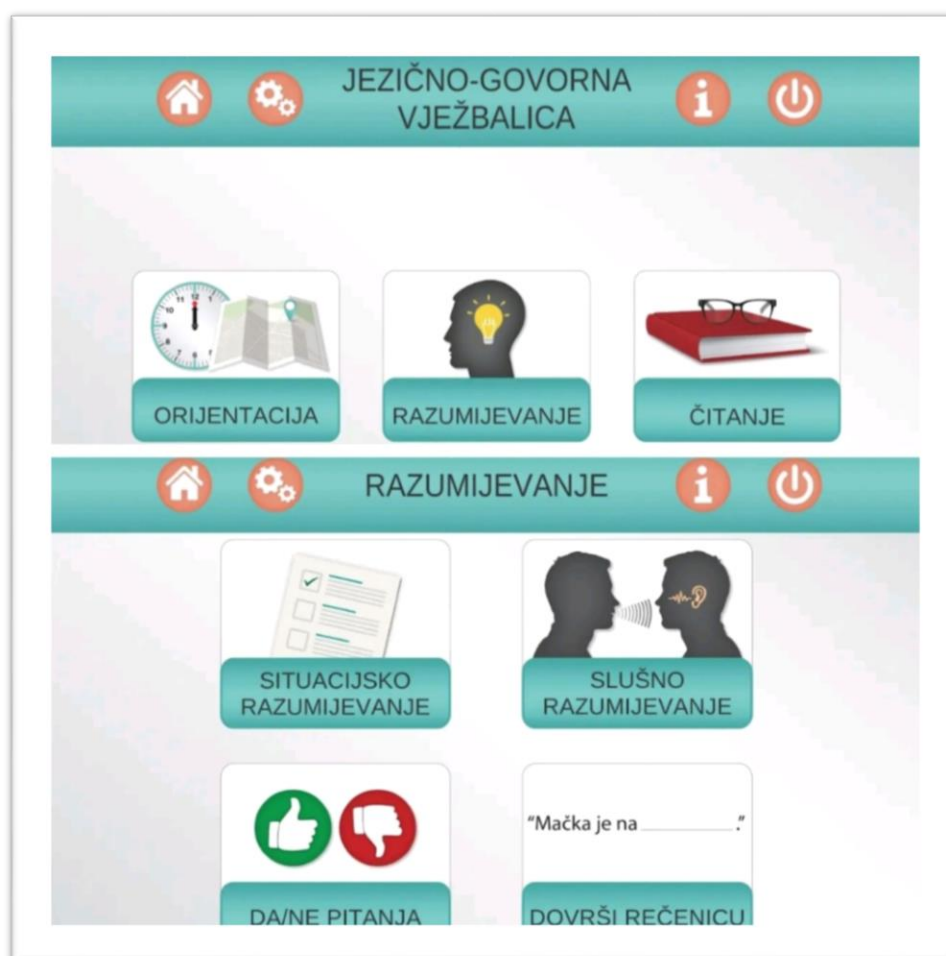 JEZIČNO-GOVORNA
VJEŽBALICA
ORIJENTACIJA
RAZUMIJEVANJE
ČITANJE
RAZUMIJEVANJE
SITUACIJSKO
RAZUMIJEVANJE
SLUŠNO
RAZUMIJEVANJE
"Mačka je na ________."
DA/NE PITANJA
DOVRŠI REČENICU